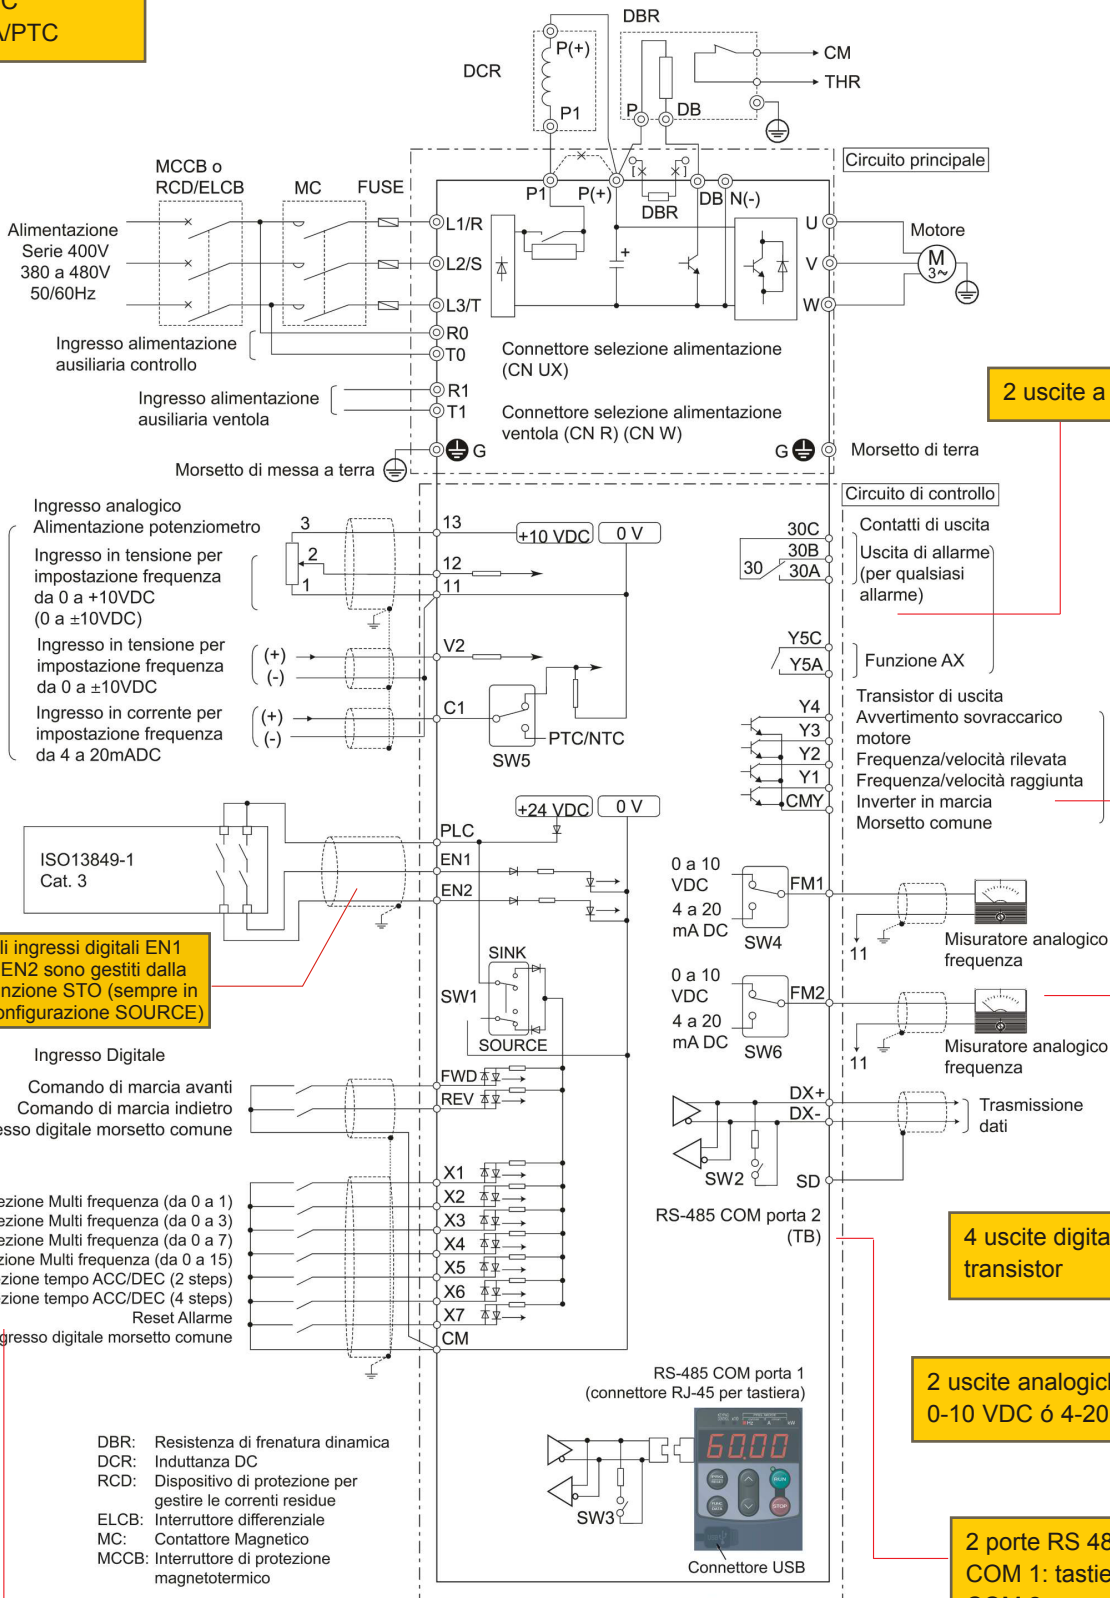 C
A/PTC
DBR
P(+)
DCR
P1
CM
THR
P
DB
MCCB o
RCD/ELCB
MC
FUSE
Circuito principale
P1
P(+)
DBR
DB
N(-)
Alimentazione
Serie 400V
380 a 480V
50/60Hz
L1/R
L2/S
L3/T
U
V
W
Motore
M
3~
R0
T0
Ingresso alimentazione
ausiliaria controllo
Connettore selezione alimentazione
(CN UX)
R1
T1
Ingresso alimentazione
ausiliaria ventola
Connettore selezione alimentazione
ventola (CN R) (CN W)
2 uscite a
G
G
Morsetto di terra
Morsetto di messa a terra
Circuito di controllo
Ingresso analogico
Alimentazione potenziometro
Ingresso in tensione per
impostazione frequenza
da 0 a +10VDC
(0 a ±10VDC)
3
2
1
13
12
11
+10 VDC
0 V
30C
30B
30A
30
Contatti di uscita
Uscita di allarme
(per qualsiasi
allarme)
Ingresso in tensione per
impostazione frequenza
da 0 a ±10VDC
(+)
(-)
V2
Y5C
Y5A
Funzione AX
Ingresso in corrente per
impostazione frequenza
da 4 a 20mADC
(+)
(-)
C1
PTC/NTC
SW5
Y4
Y3
Y2
Y1
CMY
Transistor di uscita
Avvertimento sovraccarico
motore
Frequenza/velocità rilevata
Frequenza/velocità raggiunta
Inverter in marcia
Morsetto comune
+24 VDC
0 V
PLC
EN1
EN2
ISO13849-1
Cat. 3
0 a 10
VDC
4 a 20
mA DC
SW4
FM1
11
Misuratore analogico
frequenza
li ingressi digitali EN1
EN2 sono gestiti dalla
nzione STO (sempre in
onfigurazione SOURCE)
SINK
SW1
SOURCE
0 a 10
VDC
4 a 20
mA DC
SW6
FM2
11
Misuratore analogico
frequenza
Ingresso Digitale
Comando di marcia avanti
Comando di marcia indietro
esso digitale morsetto comune
FWD
REV
DX+
DX-
SW2
SD
Trasmissione
dati
RS-485 COM porta 2
(TB)
ezione Multi frequenza (da 0 a 1)
ezione Multi frequenza (da 0 a 3)
ezione Multi frequenza (da 0 a 7)
zione Multi frequenza (da 0 a 15)
zione tempo ACC/DEC (2 steps)
zione tempo ACC/DEC (4 steps)
Reset Allarme
gresso digitale morsetto comune
X1
X2
X3
X4
X5
X6
X7
CM
4 uscite digita
transistor
2 uscite analogich
0-10 VDC ó 4-20
RS-485 COM porta 1
(connettore RJ-45 per tastiera)
60.00
RUN
STOP
SW3
Connettore USB
DBR: Resistenza di frenatura dinamica
DCR: Induttanza DC
RCD: Dispositivo di protezione per
gestire le correnti residue
ELCB: Interruttore differenziale
MC: Contattore Magnetico
MCCB: Interruttore di protezione
magnetotermico
2 porte RS 48
COM 1: tastie